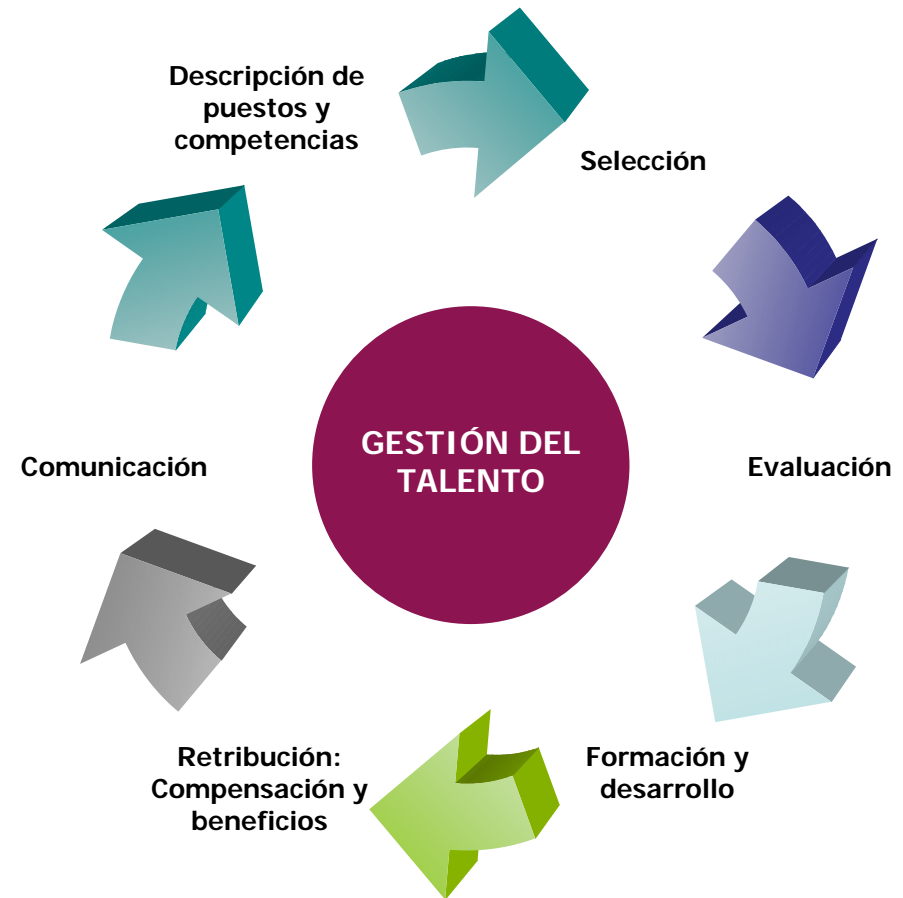 Descripción de
puestos y
competencias
Selección
GESTIÓN DEL
TALENTO
Comunicación
Evaluación
Retribución:
Compensación y
beneficios
Formación y
desarrollo